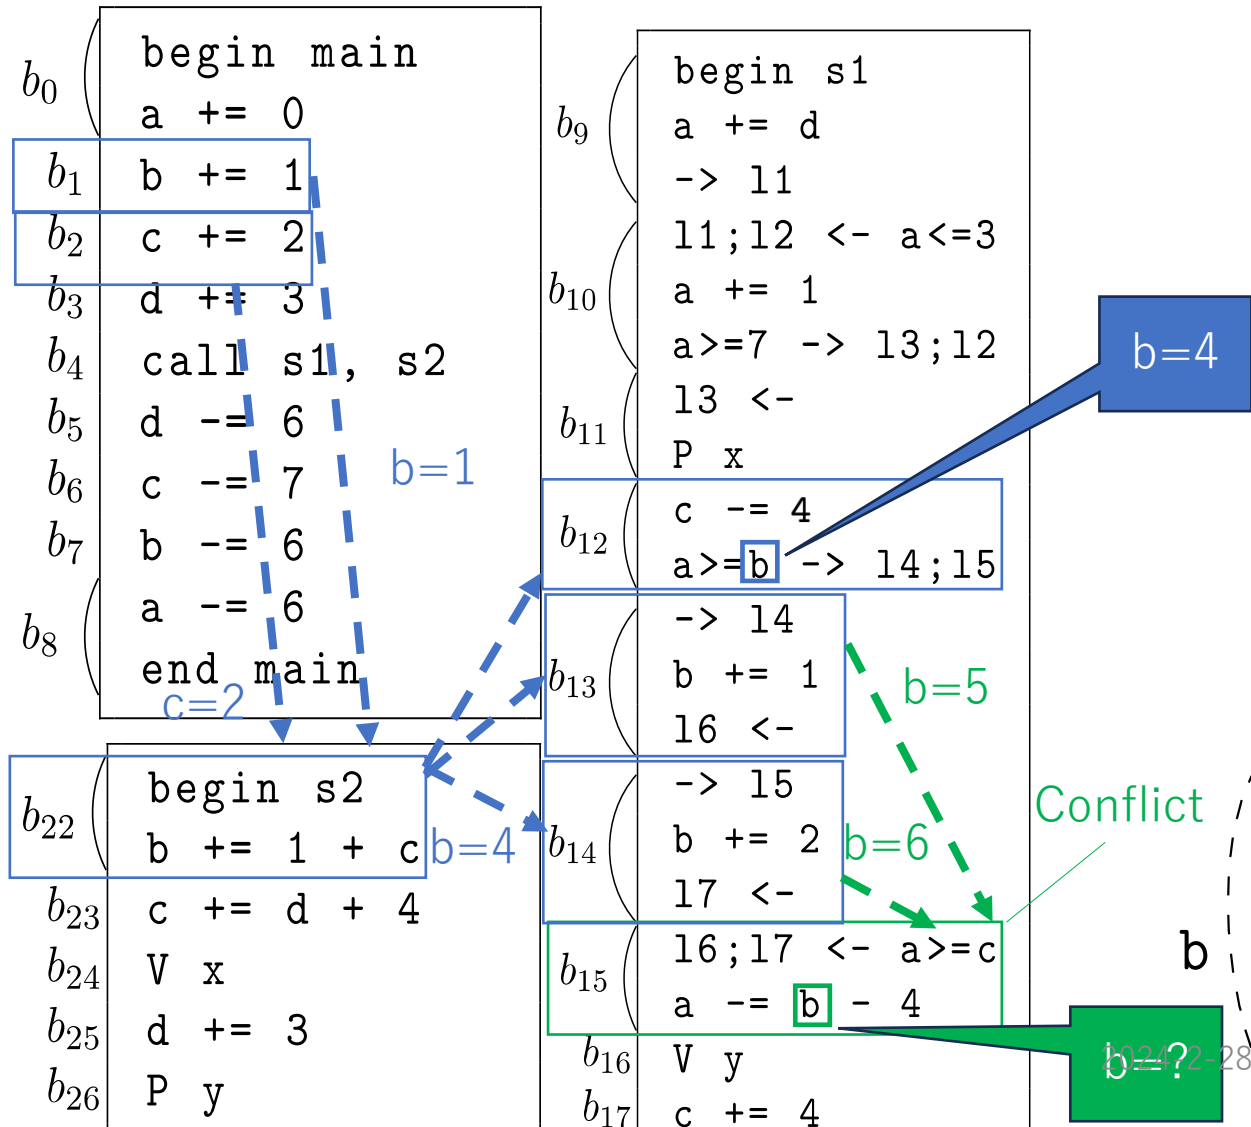 b0
begin main
a += 0
b1 b += 1
b2 c += 2
b3 d += 3
b4 call s1, s2
b5 d -= 6
b6 c -= 7
b7 b -= 6
b8
a -= 6
end main
b=1
c=2
b22
begin s2
b += 1 + c
b=4
b23 c += d + 4
b24 V x
b25 d += 3
b26 P y
b9
begin s1
a += d
-> l1
b10
l1;l2 <- a<=3
a += 1
a>=7 -> l3;l2
b11
l3 <-
P x
b12
c -= 4
a>=b -> l4;l5
b13
-> l4
b += 1
l6 <-
b14
-> l5
b += 2
l7 <-
b15
l6;l7 <- a>=c
a -= b - 4
b16 V y
b17 c += 4
b=4
b=5
b=6
Conflict
b
b=?